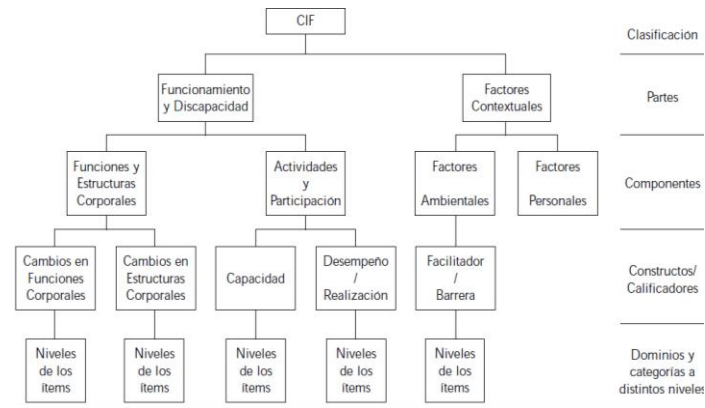 CIF
Clasificación
Funcionamiento
y Discapacidad
Factores
Contextuales
Partes
Funciones y
Estructuras
Corporales
Actividades
y
Participación
Factores
Ambientales
Factores
Personales
Componentes
Cambios en
Funciones
Corporales
Cambios en
Estructuras
Corporales
Capacidad
Desempeño
/
Realización
Facilitador
/
Barrera
Constructos/
Calificadores
Niveles
de los
ítems
Niveles
de los
ítems
Niveles
de los
ítems
Niveles
de los
ítems
Niveles
de los
ítems
Dominios y
categorías a
distintos niveles